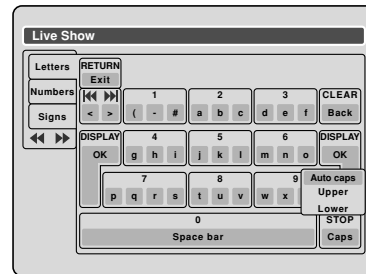 Live Show
Letters
Numbers
Signs
RETURN
Exit
< >
1
( - #
2
a b c
3
d e f
CLEAR
Back
DISPLAY
OK
4
g h i
5
j k l
6
m n o
DISPLAY
OK
7
p q r s
8
t u v
9
w x
Auto caps
Upper
Lower
0
Space bar
STOP
Caps